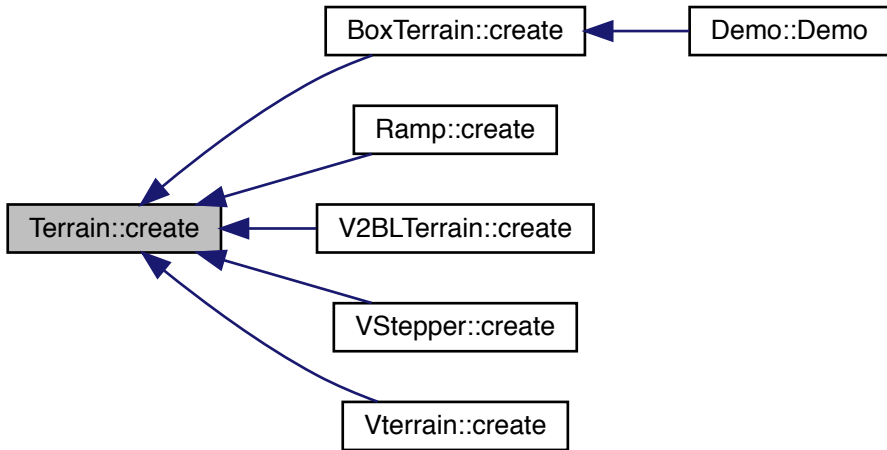 BoxTerrain::create
Demo::Demo
Ramp::create
Terrain::create
V2BLTerrain::create
VStepper::create
Vterrain::create